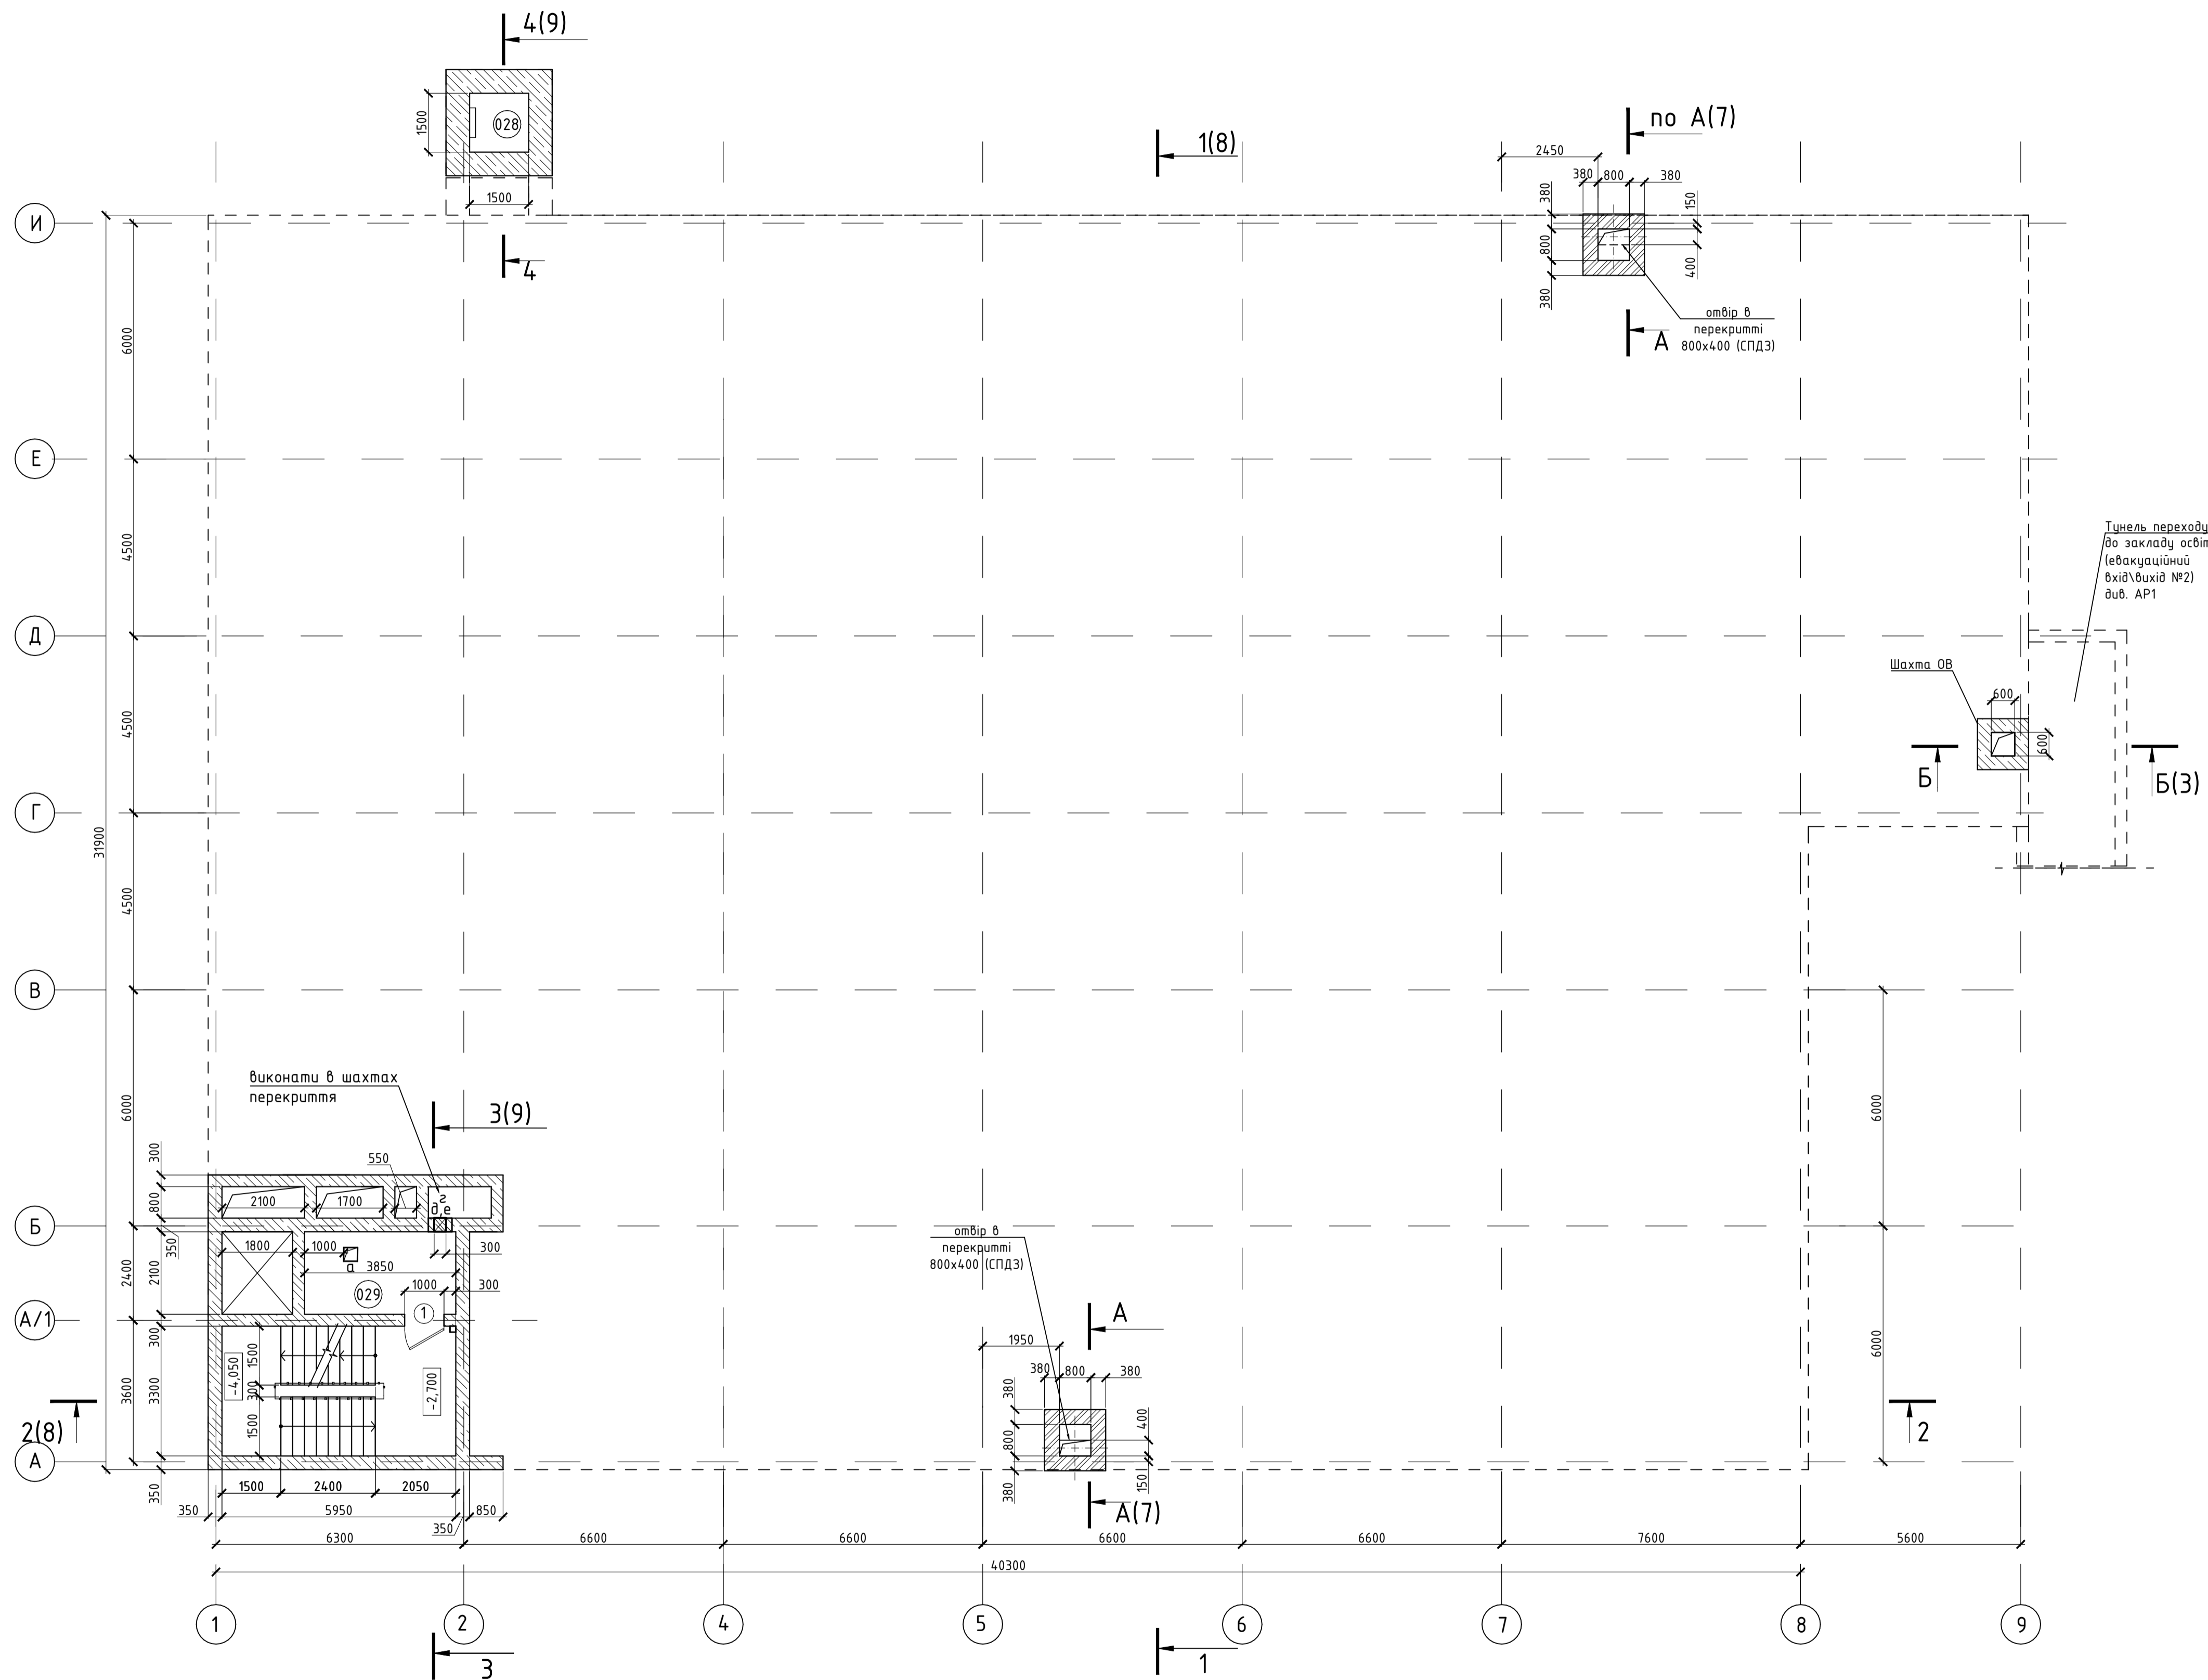 4(9)
028
1500
1500
4
1(8)
по А(7)
2450
380
800
380
380
150
800
400
380
отвір в
перекритті
800х400 (СПДЗ)
А
И
Е
Д
Г
В
Б
А/1
А
31900
6000
4500
4500
4500
6000
2400
3600
Тунель переходу
до закладу освіт
(евакуаційний
вхід\вихід №2)
див. АР1
Шахта ОВ
600
600
Б
Б(3)
виконати в шахтах
перекриття
3(9)
300
800
350
2100
300
3300
350
550
2100
1700
г
д,е
1800
1000
300
а
3850
029
1000
300
1
-4,050
1500
300
1500
-2,700
2(8)
1500
2400
2050
350
5950
850
350
отвір в
перекритті
800х400 (СПДЗ)
А
1950
380
800
380
380
400
800
150
380
А(7)
6000
6000
2
6300
6600
6600
6600
6600
7600
5600
40300
1
2
4
5
6
7
8
9
3
1